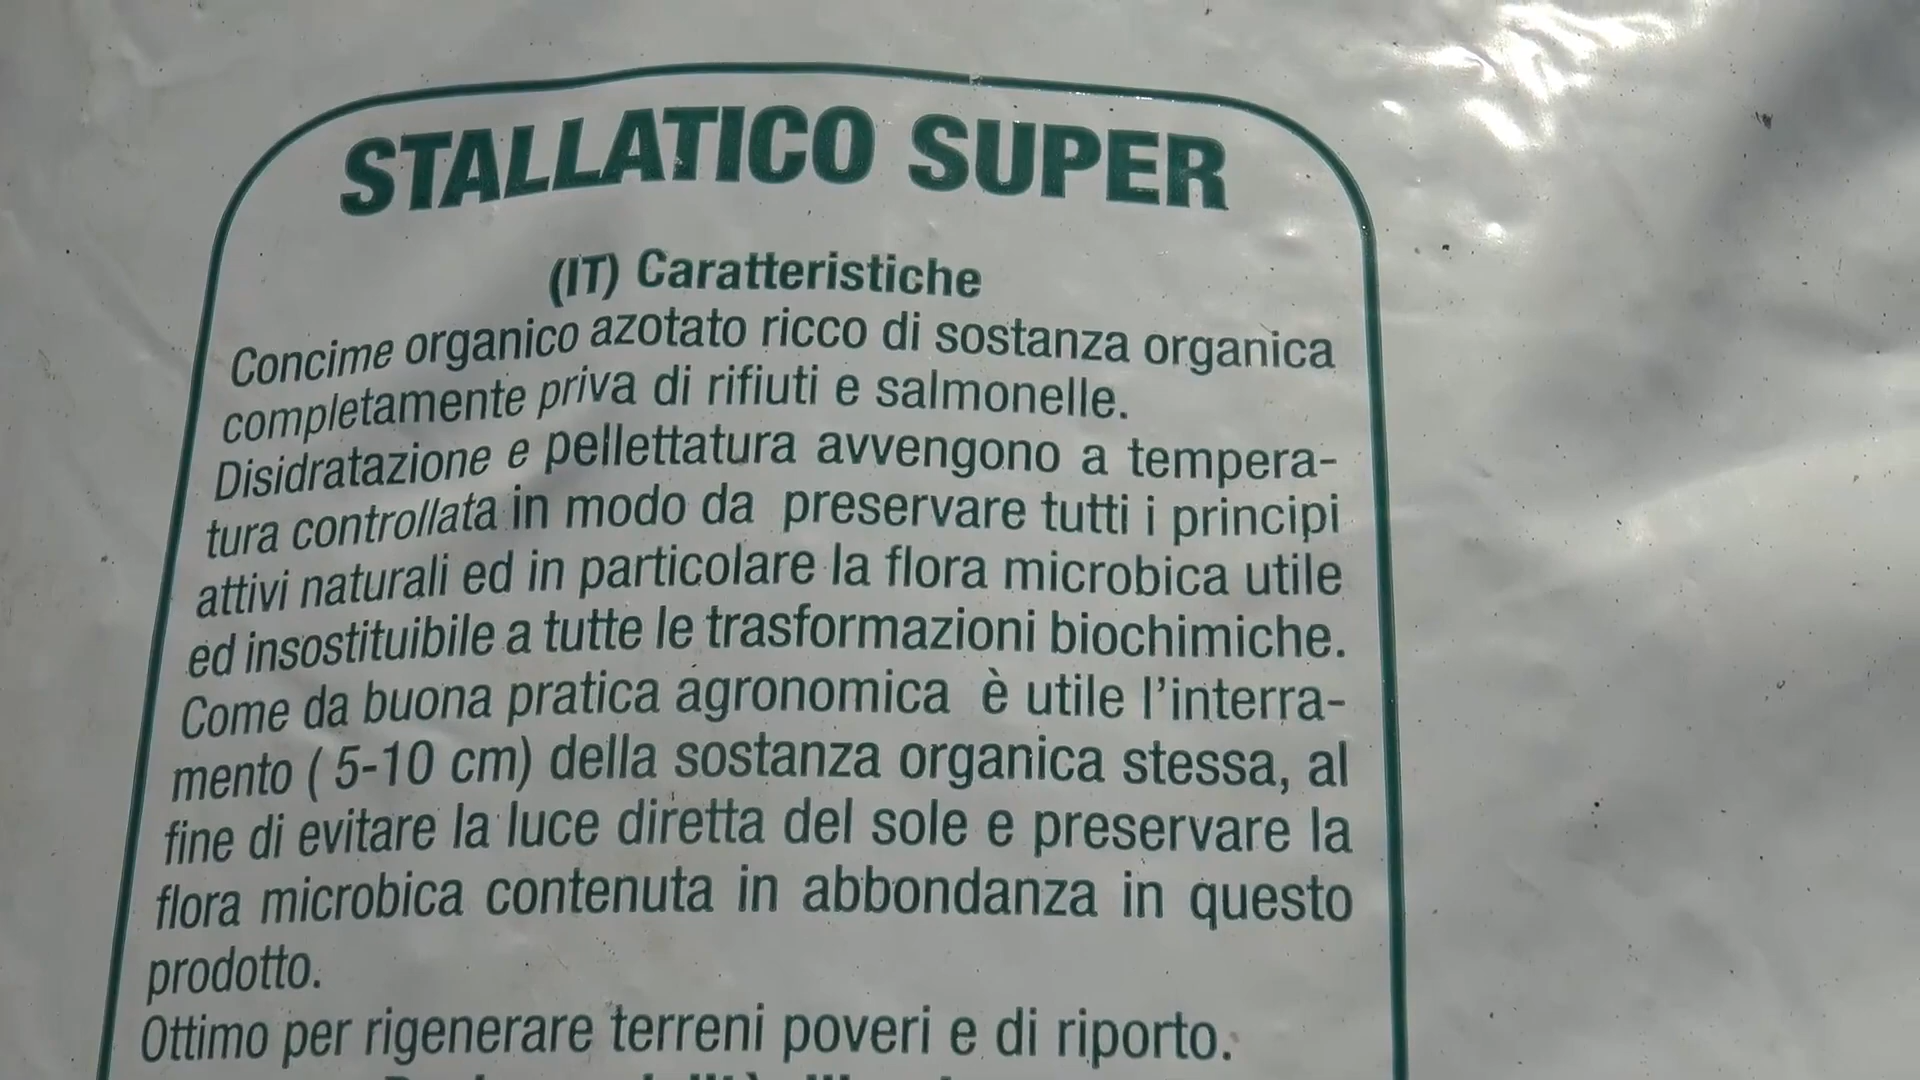 STALLATICO SUPER
(IT) Caratteristiche
Concime organico azotato ricco di sostanza organica
completamente priva di rifiuti e salmonelle.
Disidratazione e pellettatura avvengono a tempera-
tura controllata in modo da preservare tutti i principi
attivi naturali ed in particolare la flora microbica utile
ed insostituibile a tutte le trasformazioni biochimiche.
Come da buona pratica agronomica è utile l'interra-
mento ( 5-10 cm) della sostanza organica stessa, al
fine di evitare la luce diretta del sole e preservare la
flora microbica contenuta in abbondanza in questo
prodotto.
Ottimo per rigenerare terreni poveri e di riporto.